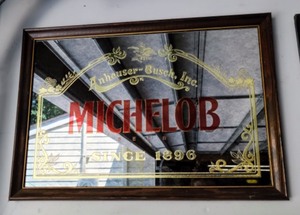 Anheuser-Busch, Inc.
MICHELOB
SINCE 1896